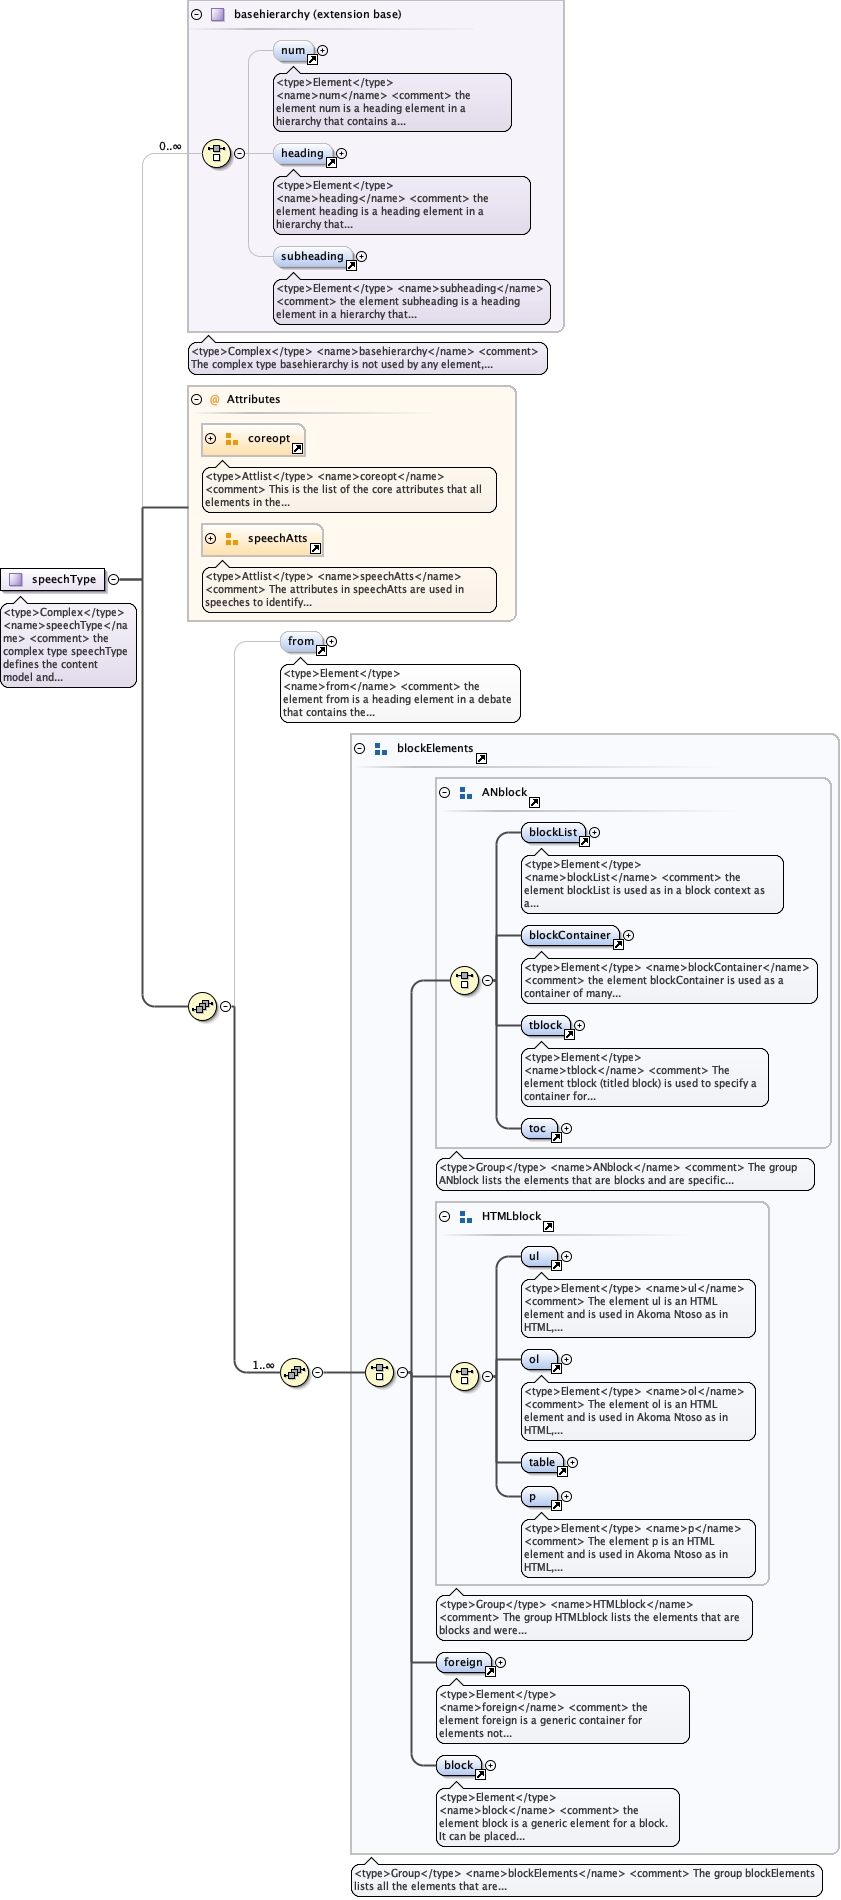 basehierarchy (extension base)
num
<type>Element</type>
<name>num</name> <comment> the
element num is a heading element in a
hierarchy that contains a...
0..∞
heading
<type>Element</type>
<name>heading</name> <comment> the
element heading is a heading element in a
hierarchy that...
subheading
<type>Element</type> <name>subheading</name>
<comment> the element subheading is a heading
element in a hierarchy that...
<type>Complex</type> <name>basehierarchy</name> <comment>
The complex type basehierarchy is not used by any element,...
@ Attributes
coreopt
<type>Attlist</type> <name>coreopt</name>
<comment> This is the list of the core attributes that all
elements in the...
speechAtts
<type>Attlist</type> <name>speechAtts</name>
<comment> The attributes in speechAtts are used in
speeches to identify...
speechType
<type>Complex</type>
<name>speechType</na
me> <comment> the
complex type speechType
defines the content
model and...
from
<type>Element</type>
<name>from</name> <comment> the
element from is a heading element in a debate
that contains the...
blockElements
ANblock
blockList
<type>Element</type>
<name>blockList</name> <comment> the
element blockList is used as in a block context as
a...
blockContainer
<type>Element</type> <name>blockContainer</name>
<comment> the element blockContainer is used as a
container of many...
tblock
<type>Element</type>
<name>tblock</name> <comment> The
element tblock (titled block) is used to specify a
container for...
toc
<type>Group</type> <name>ANblock</name> <comment> The group
ANblock lists the elements that are blocks and are specific...
HTMLblock
ul
<type>Element</type> <name>ul</name>
<comment> The element ul is an HTML
element and is used in Akoma Ntoso as in
HTML,...
1..∞
ol
<type>Element</type> <name>ol</name>
<comment> The element ol is an HTML
element and is used in Akoma Ntoso as in
HTML,...
table
p
<type>Element</type> <name>p</name>
<comment> The element p is an HTML
element and is used in Akoma Ntoso as in
HTML,...
<type>Group</type> <name>HTMLblock</name>
<comment> The group HTMLblock lists the elements that are
blocks and were...
foreign
<type>Element</type>
<name>foreign</name> <comment> the
element foreign is a generic container for
elements not...
block
<type>Element</type>
<name>block</name> <comment> the
element block is a generic element for a block.
It can be placed...
<type>Group</type> <name>blockElements</name> <comment> The group blockElements
lists all the elements that are...